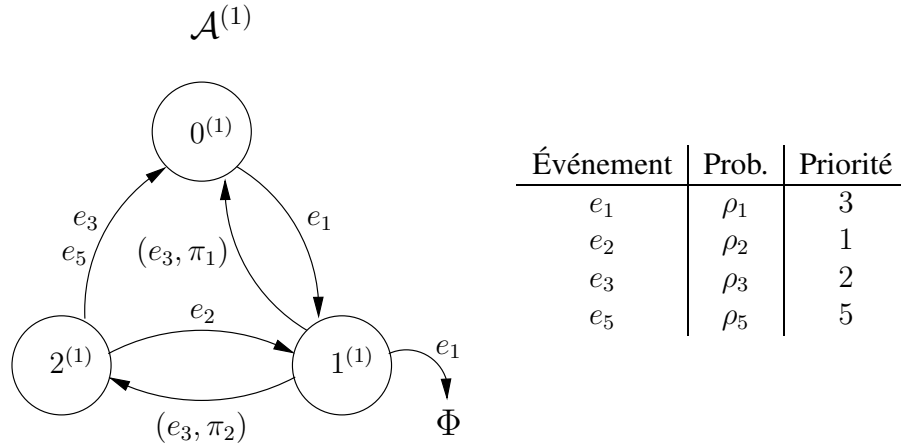 𝒜^(1)
0^(1)
e_3
e_5
(e_3, π_1)
e_1
e_2
2^(1)
1^(1)
e_1
(e_3, π_2)
Φ
Événement Prob. Priorité
e_1 ρ_1 3
e_2 ρ_2 1
e_3 ρ_3 2
e_5 ρ_5 5